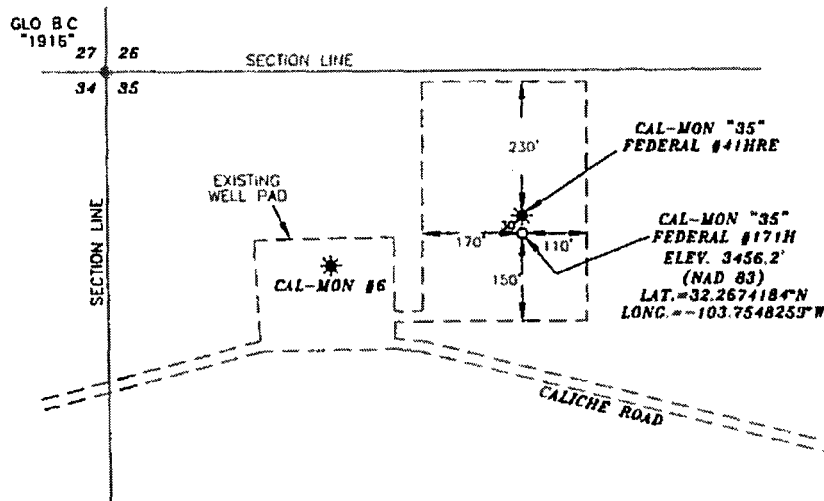 GLO B.C
"1915"
27 26
34 35
SECTION LINE
SECTION LINE
230'
CAL-MON "35"
FEDERAL #41HRE
EXISTING
WELL PAD
30'
170'
110'
150'
CAL-MON #6
CAL-MON "35"
FEDERAL #171H
ELEV. 3456.2'
(NAD 83)
LAT.=32.2674184°N
LONG.=-103.7548253°W
CALICHE ROAD